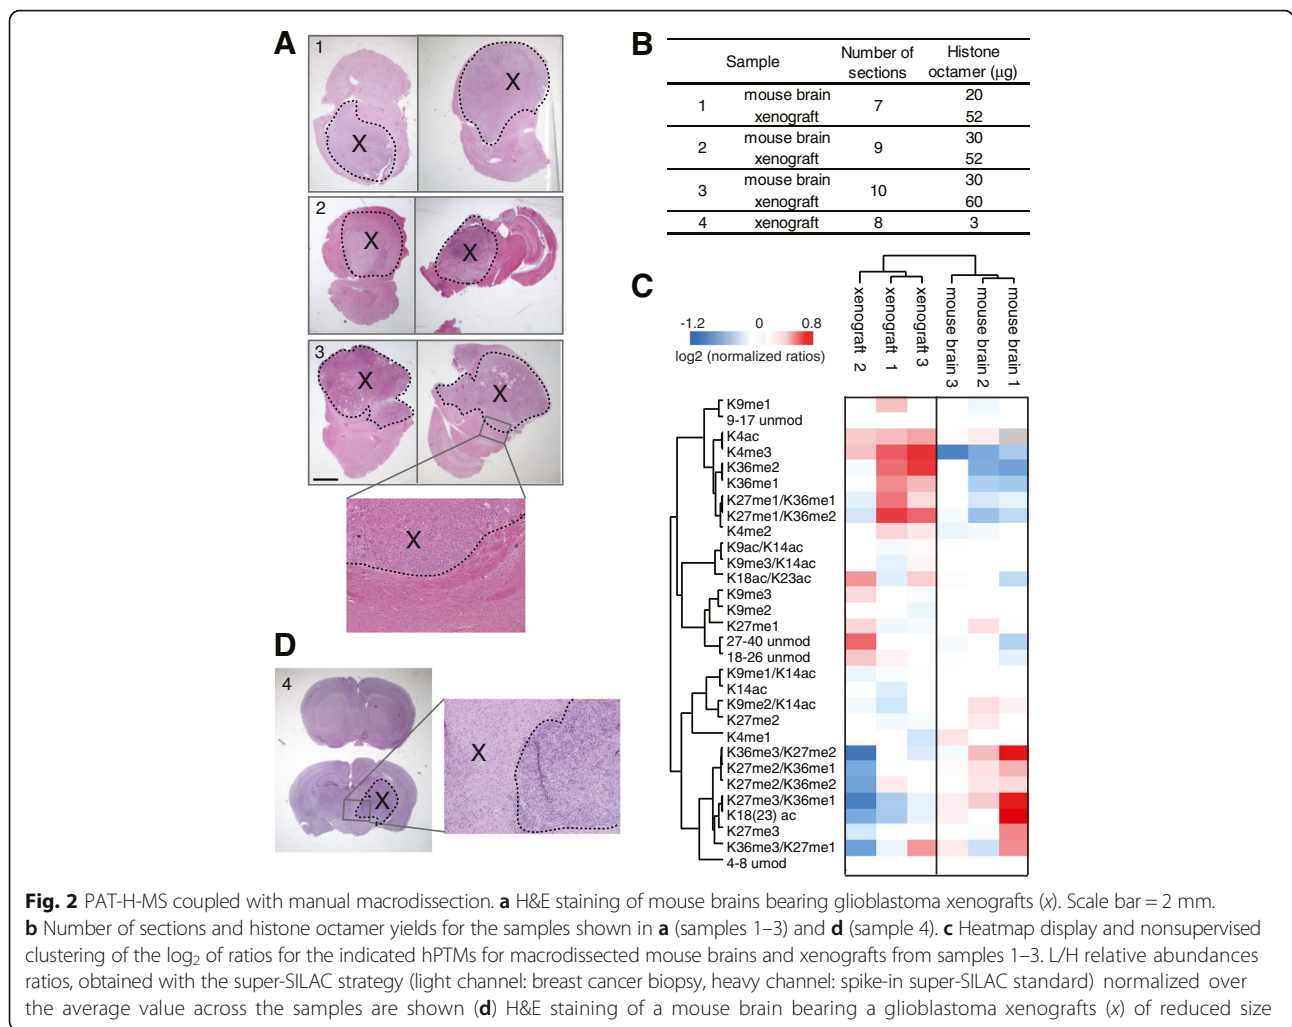 A
1
X
X
2
X
X
3
X
X
X
B
Sample Number of sections Histone octamer (µg)
1 mouse brain 7 20
xenograft 52
2 mouse brain 9 30
xenograft 52
3 mouse brain 10 30
xenograft 60
4 xenograft 8 3
C
-1.2 0 0.8
log2 (normalized ratios)
xenograft 2
xenograft 1
xenograft 3
mouse brain 3
mouse brain 2
mouse brain 1
K9me1
9-17 unmod
K4ac
K4me3
K36me2
K36me1
K27me1/K36me1
K27me1/K36me2
K4me2
K9ac/K14ac
K9me3/K14ac
K18ac/K23ac
K9me3
K9me2
K27me1
27-40 unmod
18-26 unmod
K9me1/K14ac
K14ac
K9me2/K14ac
K27me2
K4me1
K36me3/K27me2
K27me2/K36me1
K27me2/K36me2
K27me3/K36me1
K18(23) ac
K27me3
K36me3/K27me1
4-8 umod
D
4
X
X
Fig. 2 PAT-H-MS coupled with manual macrodissection. a H&E staining of mouse brains bearing glioblastoma xenografts (x). Scale bar = 2 mm.
b Number of sections and histone octamer yields for the samples shown in a (samples 1–3) and d (sample 4). c Heatmap display and nonsupervised
clustering of the log2 of ratios for the indicated hPTMs for macrodissected mouse brains and xenografts from samples 1–3. L/H relative abundances
ratios, obtained with the super-SILAC strategy (light channel: breast cancer biopsy, heavy channel: spike-in super-SILAC standard) normalized over
the average value across the samples are shown (d) H&E staining of a mouse brain bearing a glioblastoma xenografts (x) of reduced size